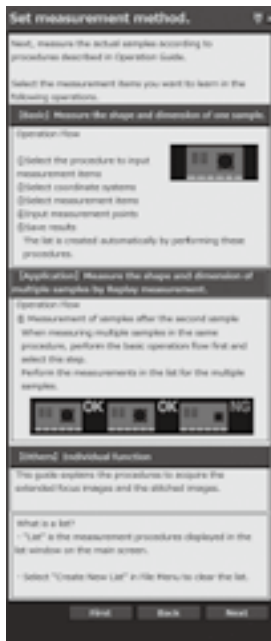 Set measurement method.
Next, measure the actual samples according to
procedures described in Operation Guide.
Select the measurement items you want to learn in the
following operations.
[Basic] Measure the shape and dimension of one sample.
Operation Flow
①Select the procedure to input
measurement items
②Select coordinate systems
③Select measurement items
④Input measurement points
⑤Save results
The list is created automatically by performing these
procedures.
[Application] Measure the shape and dimension of
multiple samples by Replay measurement.
Operation Flow
⑥ Measurement of samples after the second sample
When measuring multiple samples in the same
procedure, perform the basic operation flow first and
select this step.
Perform the measurements in the list for the multiple
samples.
OK OK NG
[Others] Individual function
This guide explains the procedures to acquire the
extended focus images and the stitched images.
What is a list?
- "List" is the measurement procedures displayed in the
list window on the main screen.
- Select "Create New List" in File Menu to clear the list.
First Back Next